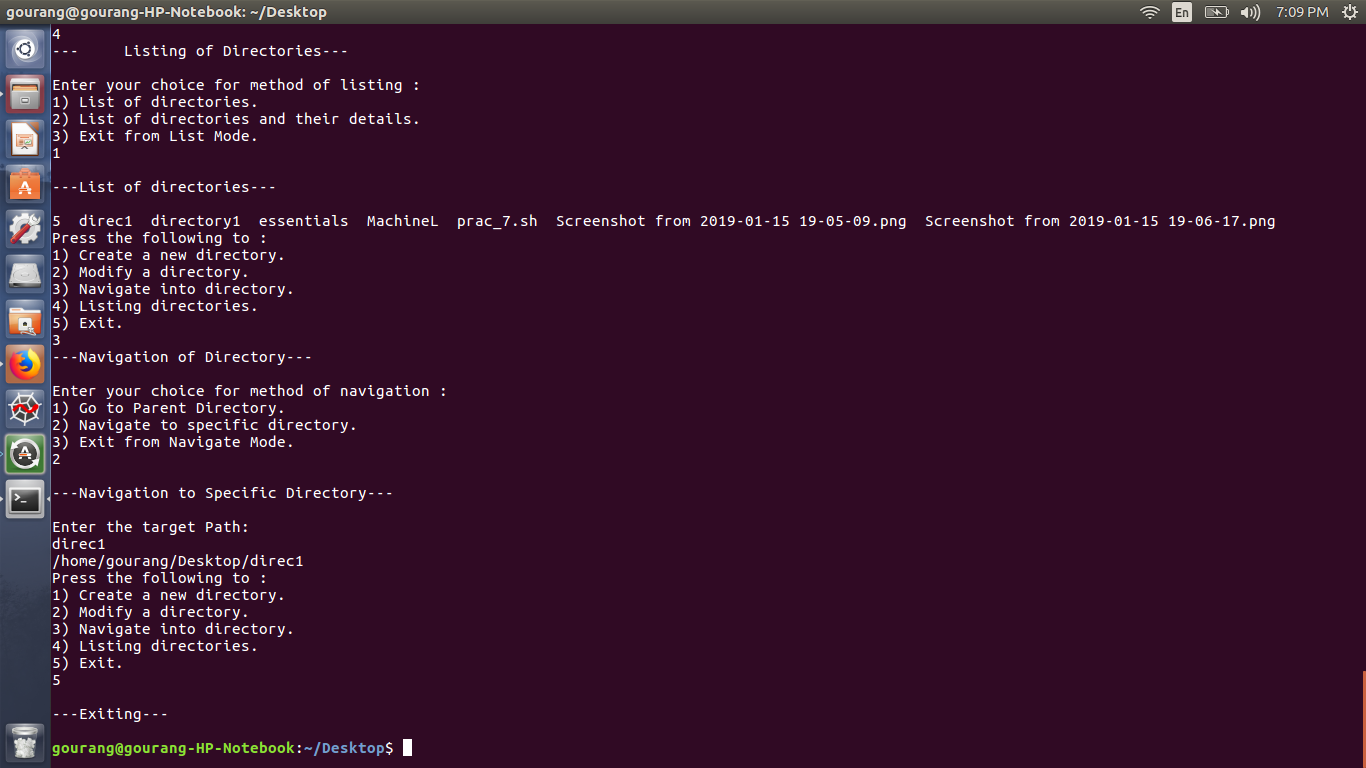 gourang@gourang-HP-Notebook: ~/Desktop
En
7:09 PM
4
---     Listing of Directories---
Enter your choice for method of listing :
1) List of directories.
2) List of directories and their details.
3) Exit from List Mode.
1
---List of directories---
5  direc1  directory1  essentials  MachineL  prac_7.sh  Screenshot from 2019-01-15 19-05-09.png  Screenshot from 2019-01-15 19-06-17.png
Press the following to :
1) Create a new directory.
2) Modify a directory.
3) Navigate into directory.
4) Listing directories.
5) Exit.
3
---Navigation of Directory---
Enter your choice for method of navigation :
1) Go to Parent Directory.
2) Navigate to specific directory.
3) Exit from Navigate Mode.
2
---Navigation to Specific Directory---
Enter the target Path:
direc1
/home/gourang/Desktop/direc1
Press the following to :
1) Create a new directory.
2) Modify a directory.
3) Navigate into directory.
4) Listing directories.
5) Exit.
5
---Exiting---
gourang@gourang-HP-Notebook:~/Desktop$